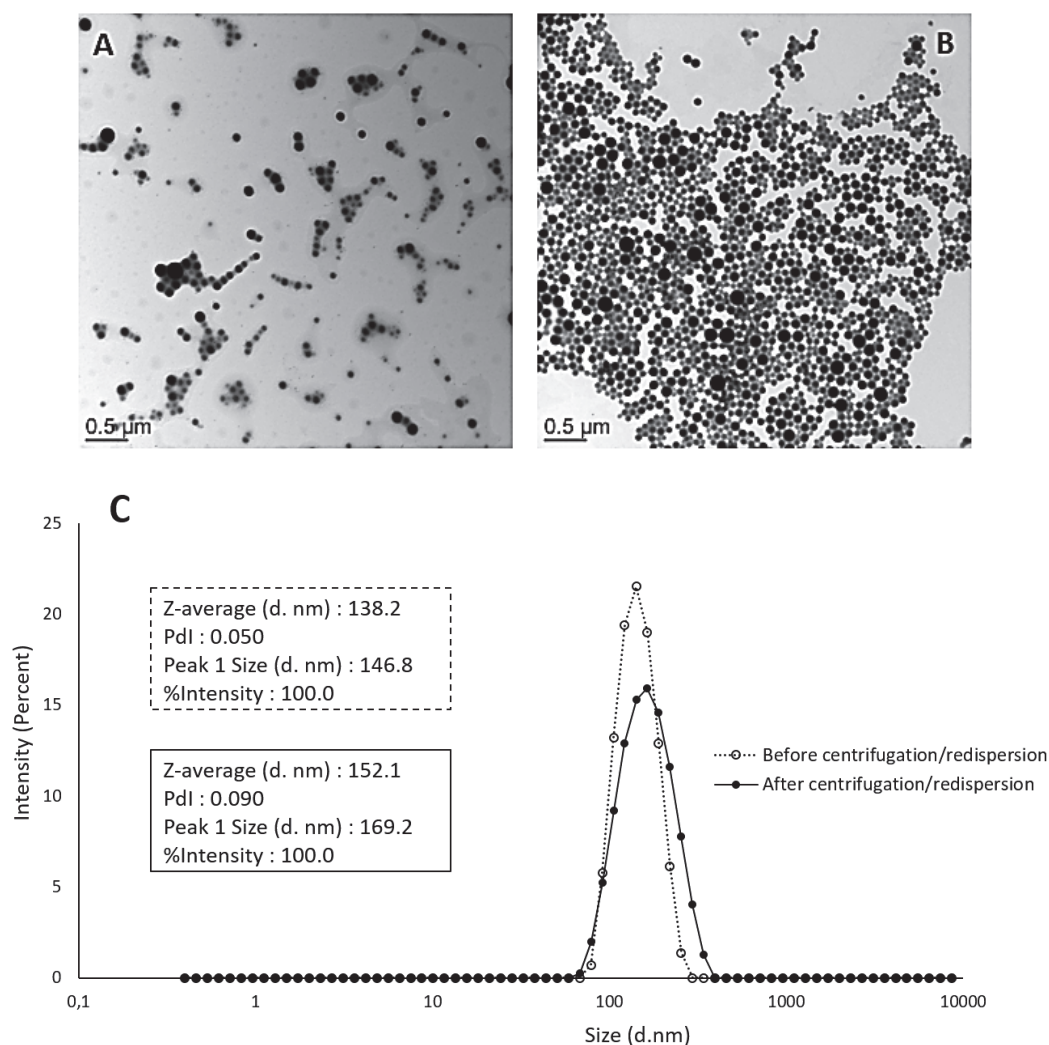 A
B
0.5 µm
0.5 µm
C
25
20
15
10
5
0
Intensity (Percent)
Z-average (d. nm) : 138.2
PdI : 0.050
Peak 1 Size (d. nm) : 146.8
%Intensity : 100.0
Z-average (d. nm) : 152.1
PdI : 0.090
Peak 1 Size (d. nm) : 169.2
%Intensity : 100.0
Before centrifugation/redispersion
After centrifugation/redispersion
0,1
1
10
100
1000
10000
Size (d.nm)